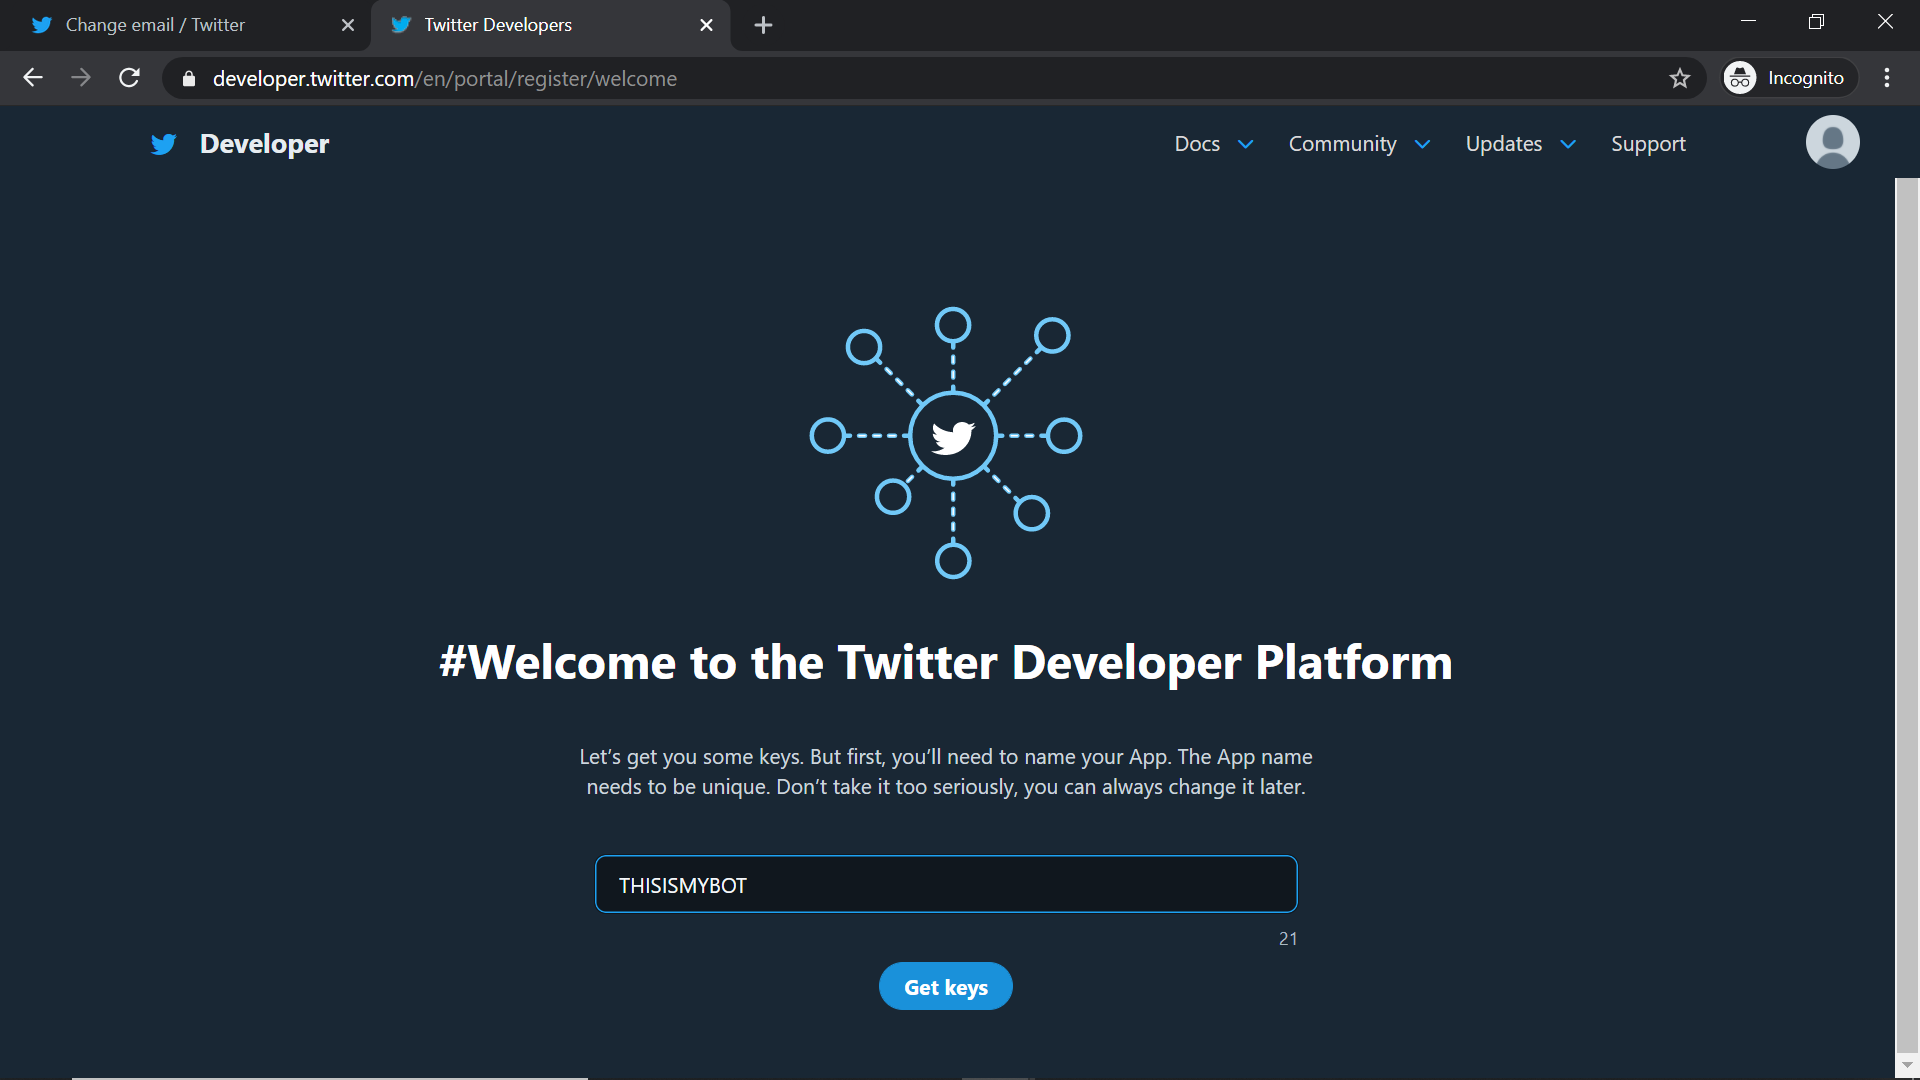 Change email / Twitter
Twitter Developers
developer.twitter.com/en/portal/register/welcome
Incognito
Developer
Docs
Community
Updates
Support
#Welcome to the Twitter Developer Platform
Let’s get you some keys. But first, you’ll need to name your App. The App name
needs to be unique. Don’t take it too seriously, you can always change it later.
THISISMYBOT
21
Get keys